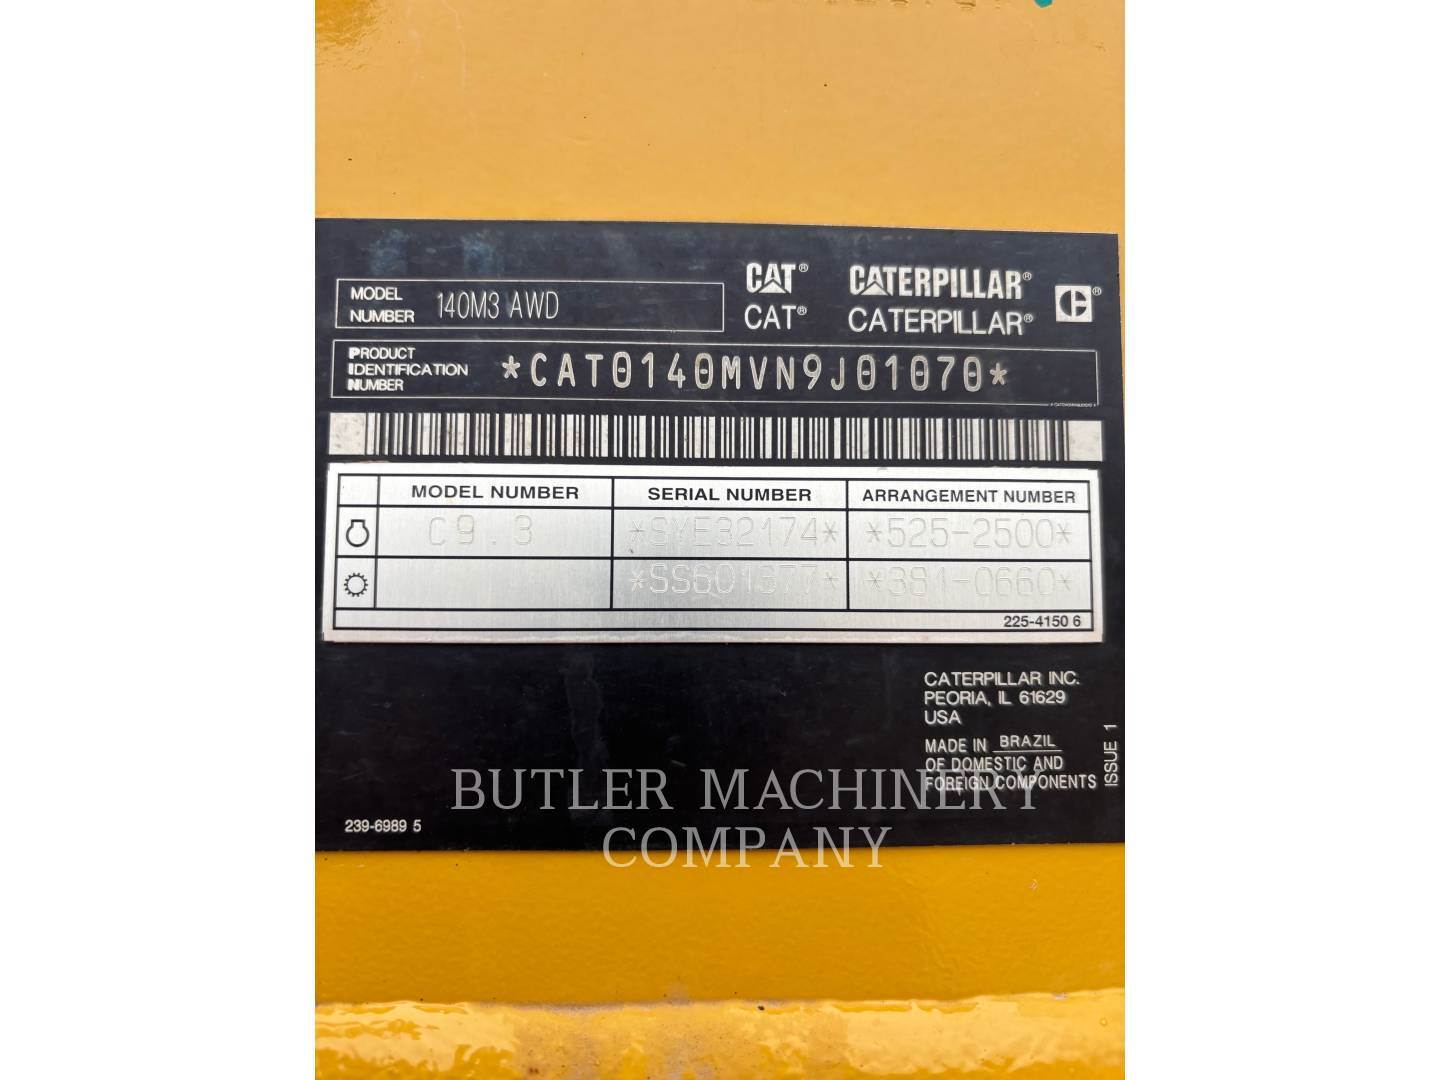 MODEL NUMBER 140M3 AWD
CAT® CATERPILLAR®
CAT® CATERPILLAR®
PRODUCT IDENTIFICATION NUMBER *CAT0140MVN9J01070*
MODEL NUMBER SERIAL NUMBER ARRANGEMENT NUMBER
C9.3 *SYE32174* *525-2500*
*381-0660*
225-4150 6
CATERPILLAR INC.
PEORIA, IL 61629
USA
MADE IN BRAZIL
OF DOMESTIC AND
FOREIGN COMPONENTS
ISSUE 1
239-6989 5
BUTLER MACHINERY
COMPANY